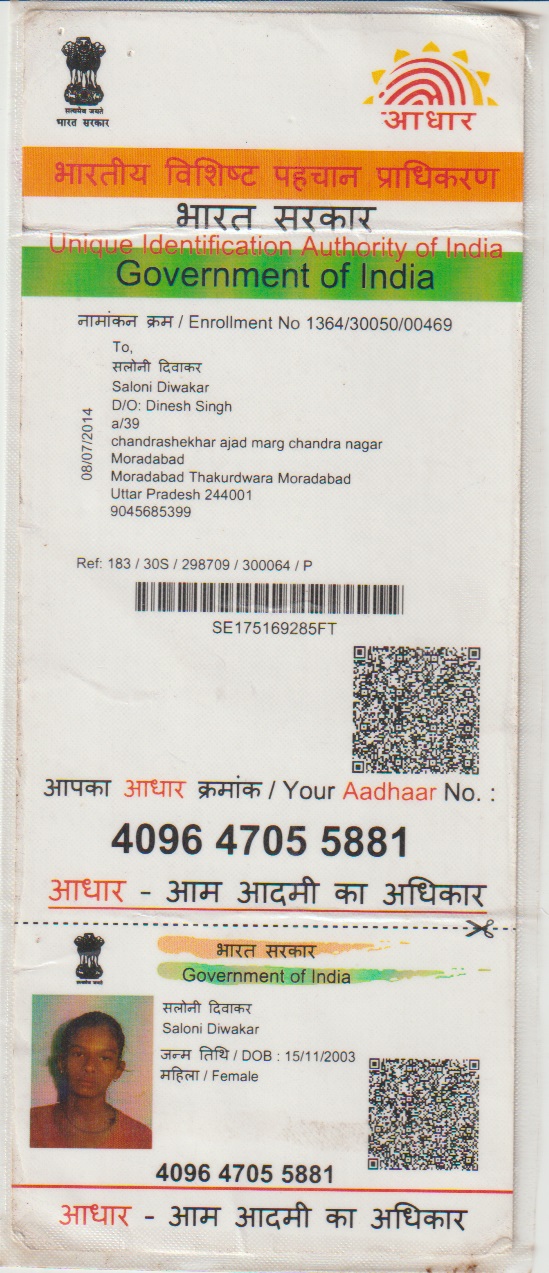 सत्यमेव जयते
भारत सरकार
आधार
भारतीय विशिष्ट पहचान प्राधिकरण
भारत सरकार
Unique Identification Authority of India
Government of India
नामांकन क्रम / Enrollment No 1364/30050/00469
To,
सलोनी दिवाकर
Saloni Diwakar
D/O: Dinesh Singh
a/39
chandrashekhar ajad marg chandra nagar
Moradabad
Moradabad Thakurdwara Moradabad
Uttar Pradesh 244001
9045685399
08/07/2014
Ref: 183 / 30S / 298709 / 300064 / P
SE175169285FT
आपका आधार क्रमांक / Your Aadhaar No. :
4096 4705 5881
आधार - आम आदमी का अधिकार
भारत सरकार
Government of India
सलोनी दिवाकर
Saloni Diwakar
जन्म तिथि / DOB : 15/11/2003
महिला / Female
4096 4705 5881
आधार - आम आदमी का अधिकार